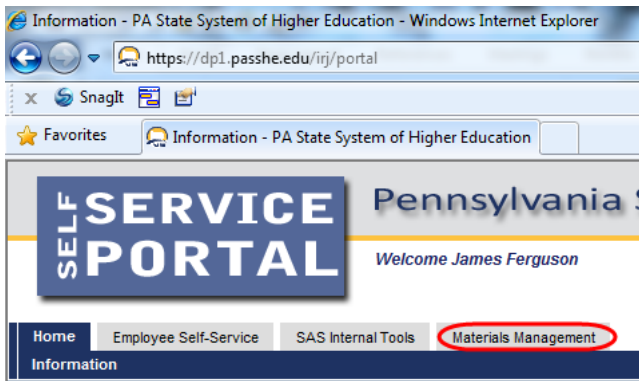 Information - PA State System of Higher Education - Windows Internet Explorer
https://dp1.passhe.edu/irj/portal
x SnagIt
Favorites Information - PA State System of Higher Education
SELF SERVICE PORTAL
Pennsylvania S
Welcome James Ferguson
Home Employee Self-Service SAS Internal Tools Materials Management
Information